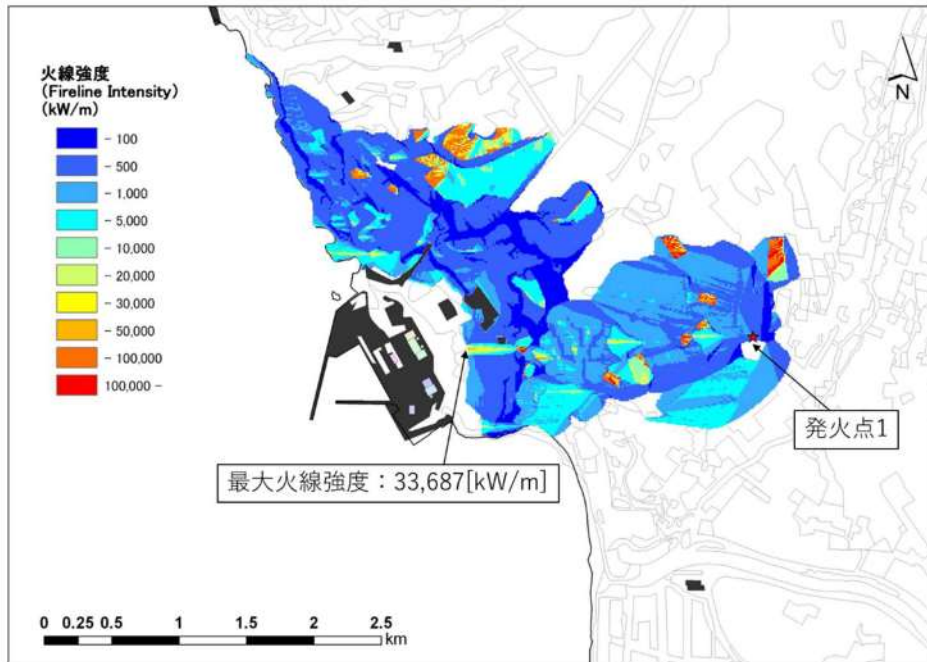 火線強度
(Fireline Intensity)
(kW/m)
- 100
- 500
- 1,000
- 5,000
- 10,000
- 20,000
- 30,000
- 50,000
- 100,000
100,000 -
N
発火点1
最大火線強度：33,687[kW/m]
0 0.25 0.5 1 1.5 2 2.5
km